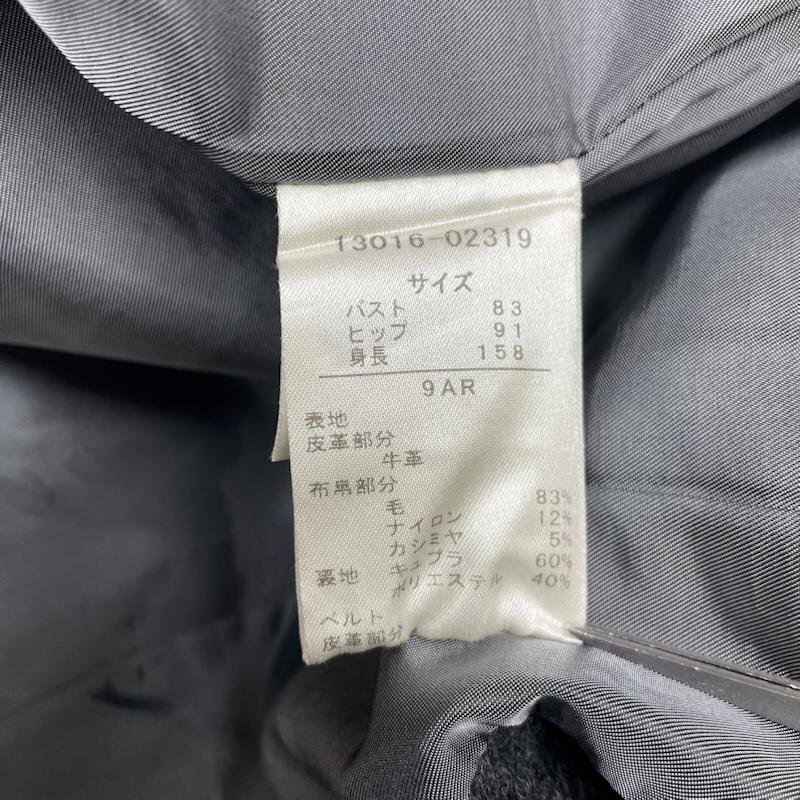 13016-02319
サイズ
バスト 83
ヒップ 91
身長 158
9AR
表地
皮革部分
牛革
布帛部分
毛 83%
ナイロン 12%
カシミヤ 5%
裏地 キュプラ 60%
ポリエステル 40%
ベルト
皮革部分